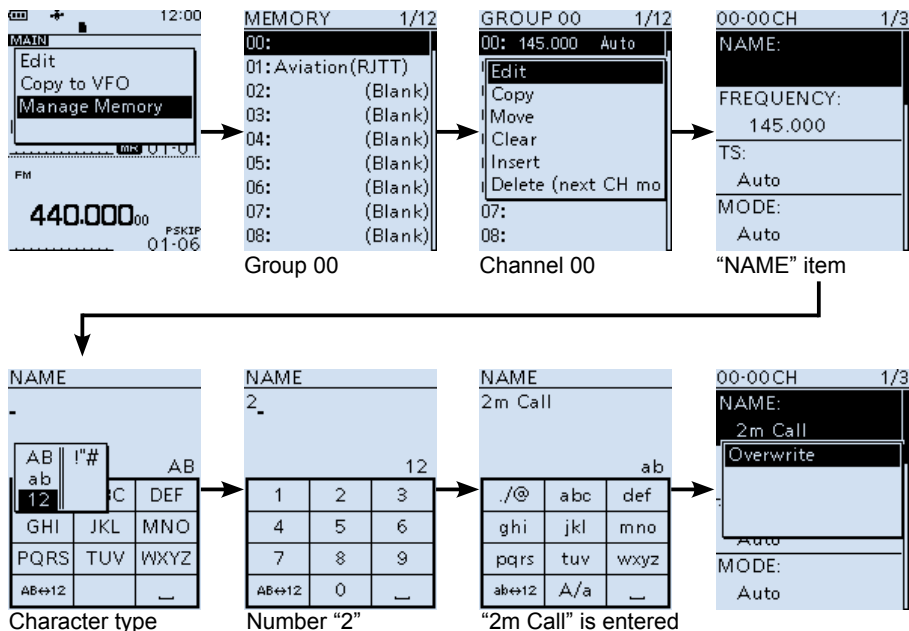 12:00
MAIN
Edit
Copy to VFO
Manage Memory
MR 01-01
FM
440.000 00
PSKIP
01-06
MEMORY 1/12
00:
01: Aviation(RJTT)
02: (Blank)
03: (Blank)
04: (Blank)
05: (Blank)
06: (Blank)
07: (Blank)
08: (Blank)
Group 00
GROUP 00 1/12
00: 145.000 Auto
Edit
Copy
Move
Clear
Insert
Delete (next CH mo
07:
08:
Channel 00
00-00CH 1/3
NAME:
FREQUENCY:
145.000
TS:
Auto
MODE:
Auto
“NAME” item
NAME
AB !"#
ab
12
AB
DEF
GHI JKL MNO
PQRS TUV WXYZ
AB↔12
Character type
NAME
2_
12
1 2 3
4 5 6
7 8 9
AB↔12 0
Number “2”
NAME
2m Call
ab
./@ abc def
ghi jkl mno
pqrs tuv wxyz
ab↔12 A/a
“2m Call” is entered
00-00CH 1/3
NAME:
2m Call
Overwrite
Auto
MODE:
Auto